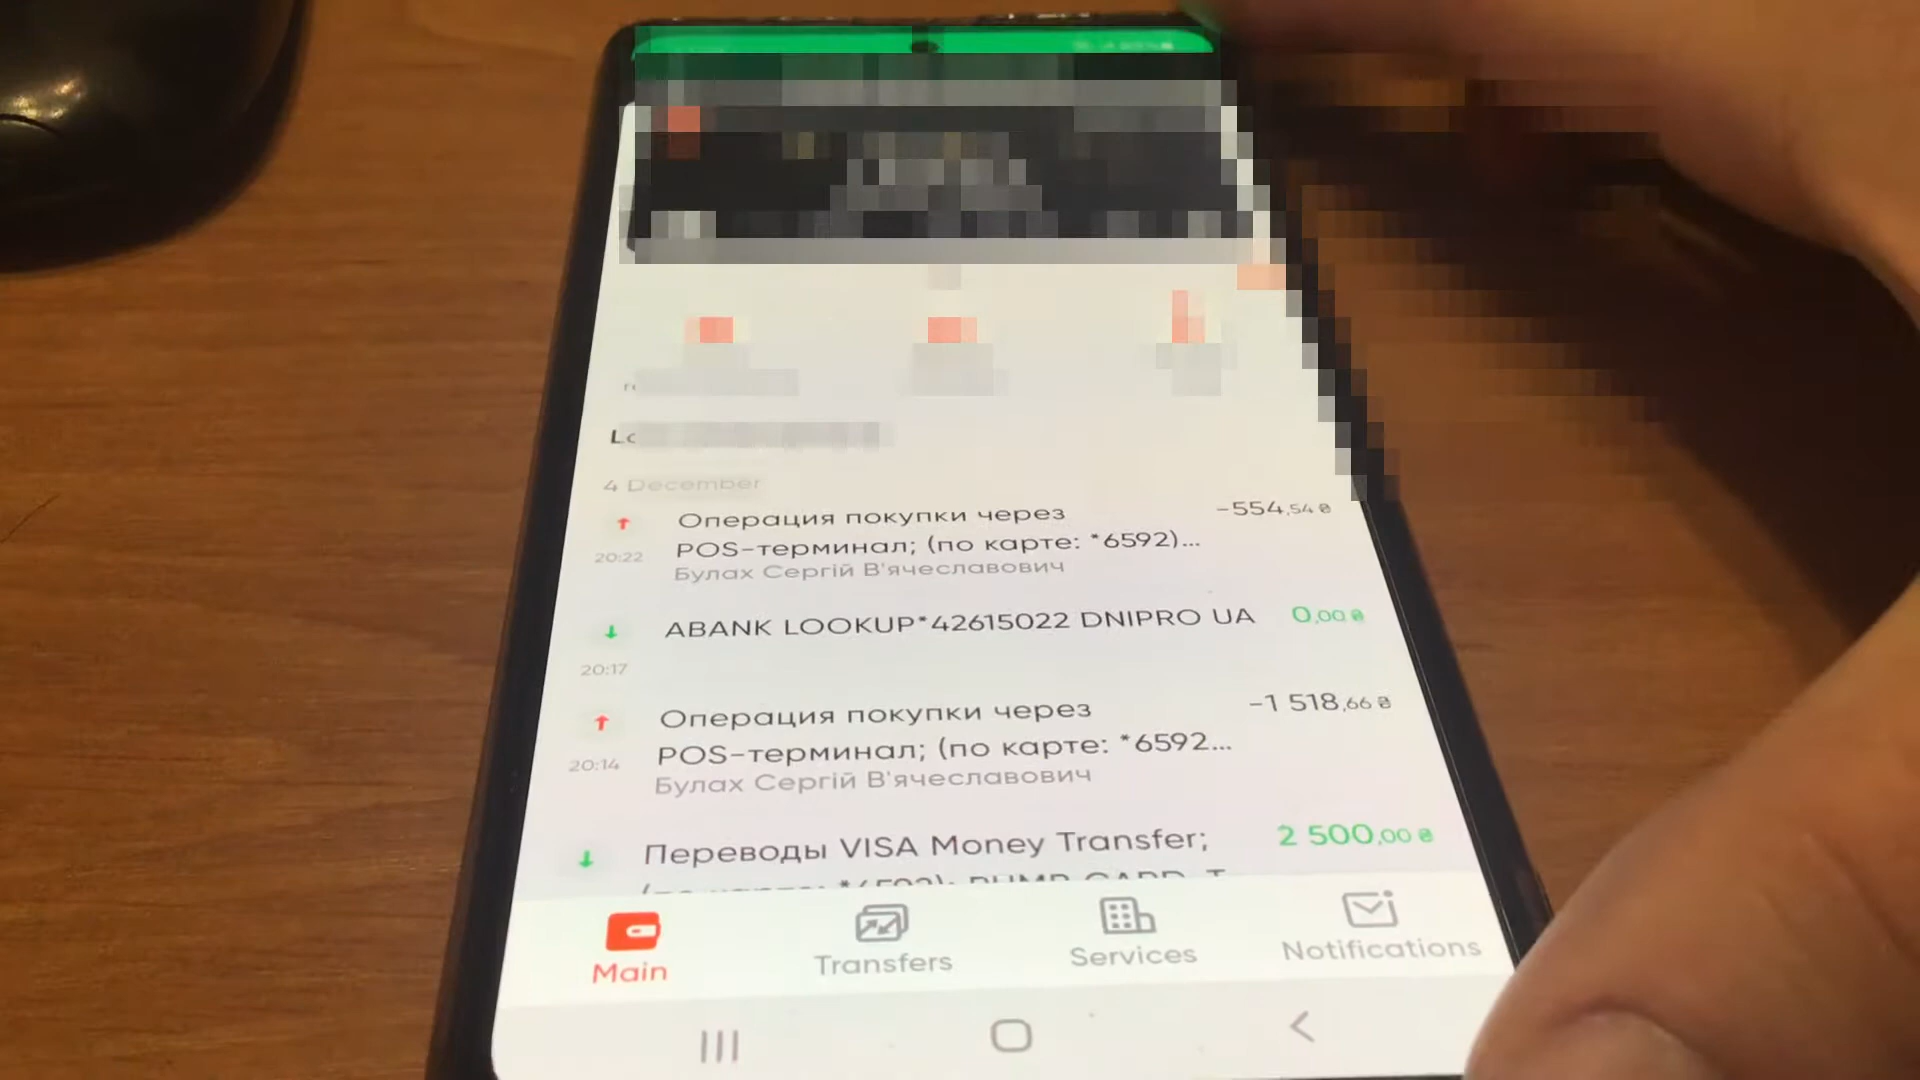 4 December
Операция покупки через
-554,54 ₴
POS-терминал; (по карте: *6592)...
20:22
Булах Сергій В'ячеславович
ABANK LOOKUP*42615022 DNIPRO UA
0,00 ₴
20:17
Операция покупки через
-1 518,66 ₴
POS-терминал; (по карте: *6592...
20:14
Булах Сергій В'ячеславович
Переводы VISA Money Transfer;
2 500,00 ₴
Main
Transfers
Services
Notifications